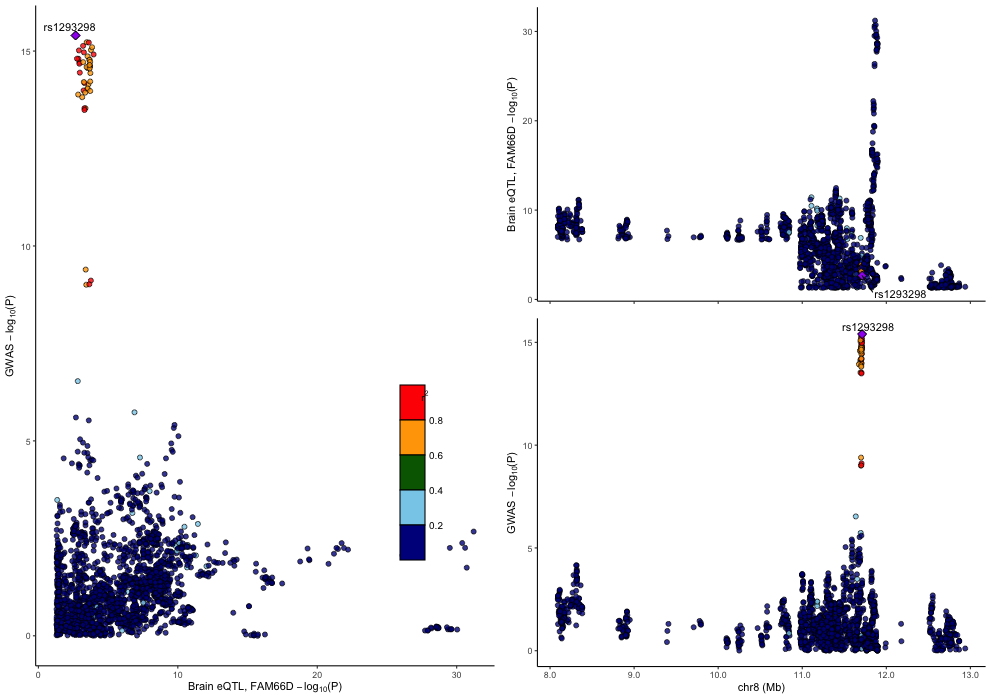 rs1293298
15
10
5
0
GWAS −log10(P)
0
10
20
30
Brain eQTL, FAM66D −log10(P)
r2
0.8
0.6
0.4
0.2
30
20
10
0
Brain eQTL, FAM66D −log10(P)
rs1293298
rs1293298
15
10
5
0
GWAS −log10(P)
8.0
9.0
10.0
11.0
12.0
13.0
chr8 (Mb)